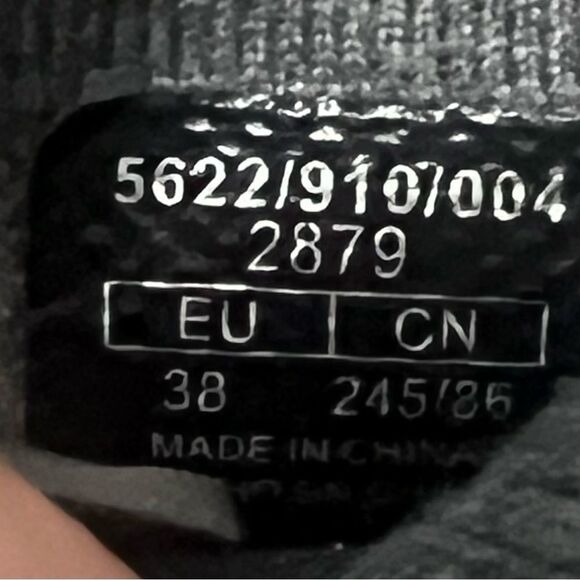 5622/910/004
2879
EU CN
38 245/86
MADE IN CHINA